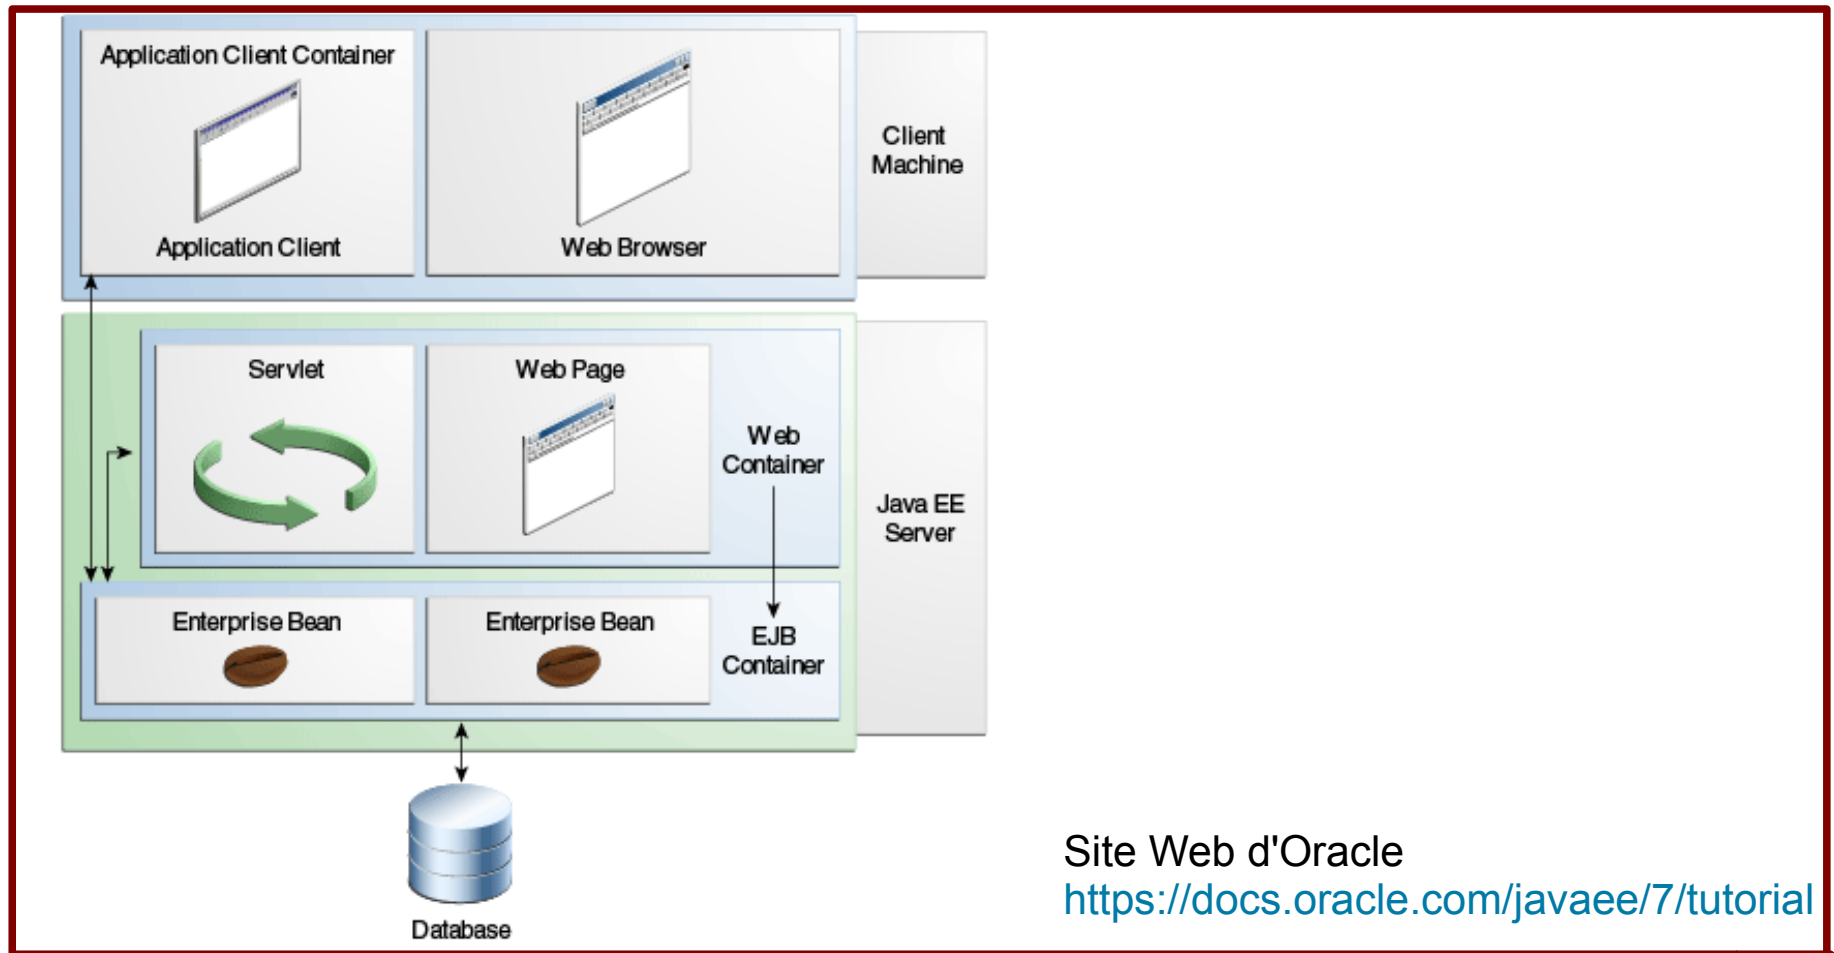 Application Client Container
Application Client
Web Browser
Client
Machine
Servlet
Web Page
Web
Container
Java EE
Server
Enterprise Bean
Enterprise Bean
EJB
Container
Database
Site Web d'Oracle
https://docs.oracle.com/javaee/7/tutorial